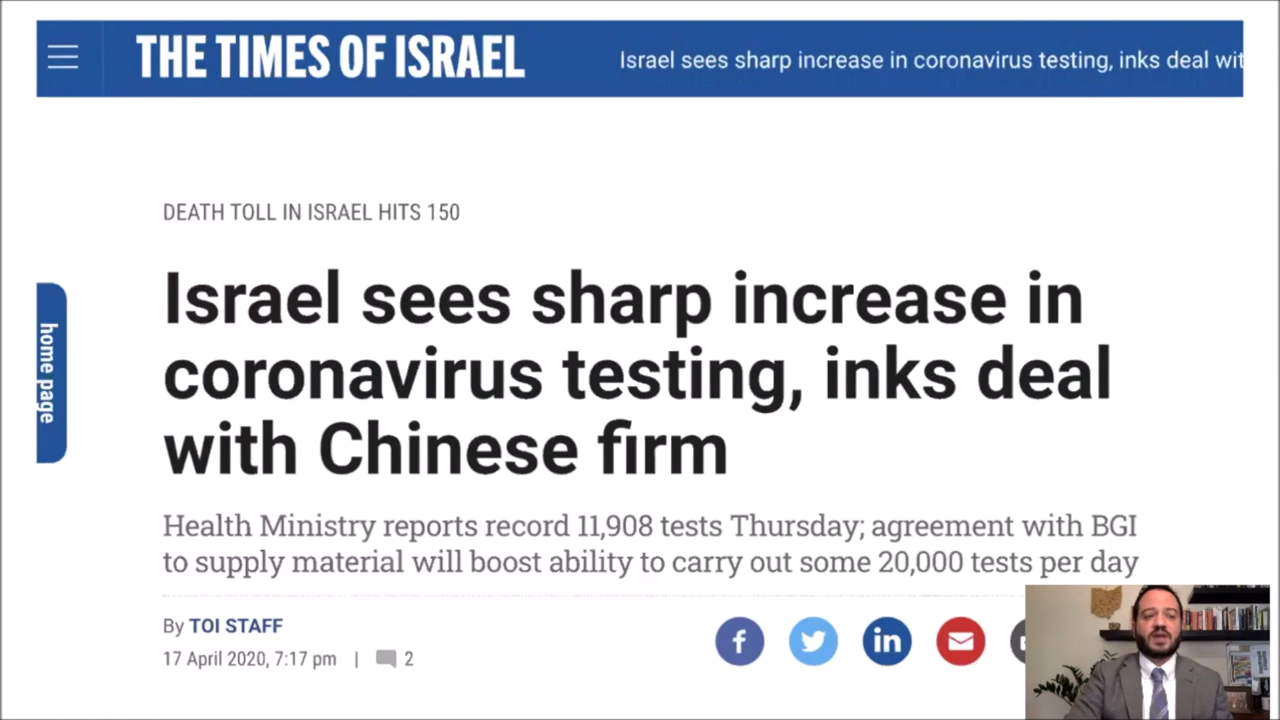 THE TIMES OF ISRAEL
Israel sees sharp increase in coronavirus testing, inks deal wit
DEATH TOLL IN ISRAEL HITS 150
Israel sees sharp increase in
coronavirus testing, inks deal
with Chinese firm
home page
Health Ministry reports record 11,908 tests Thursday; agreement with BGI
to supply material will boost ability to carry out some 20,000 tests per day
By TOI STAFF
17 April 2020, 7:17 pm | 2